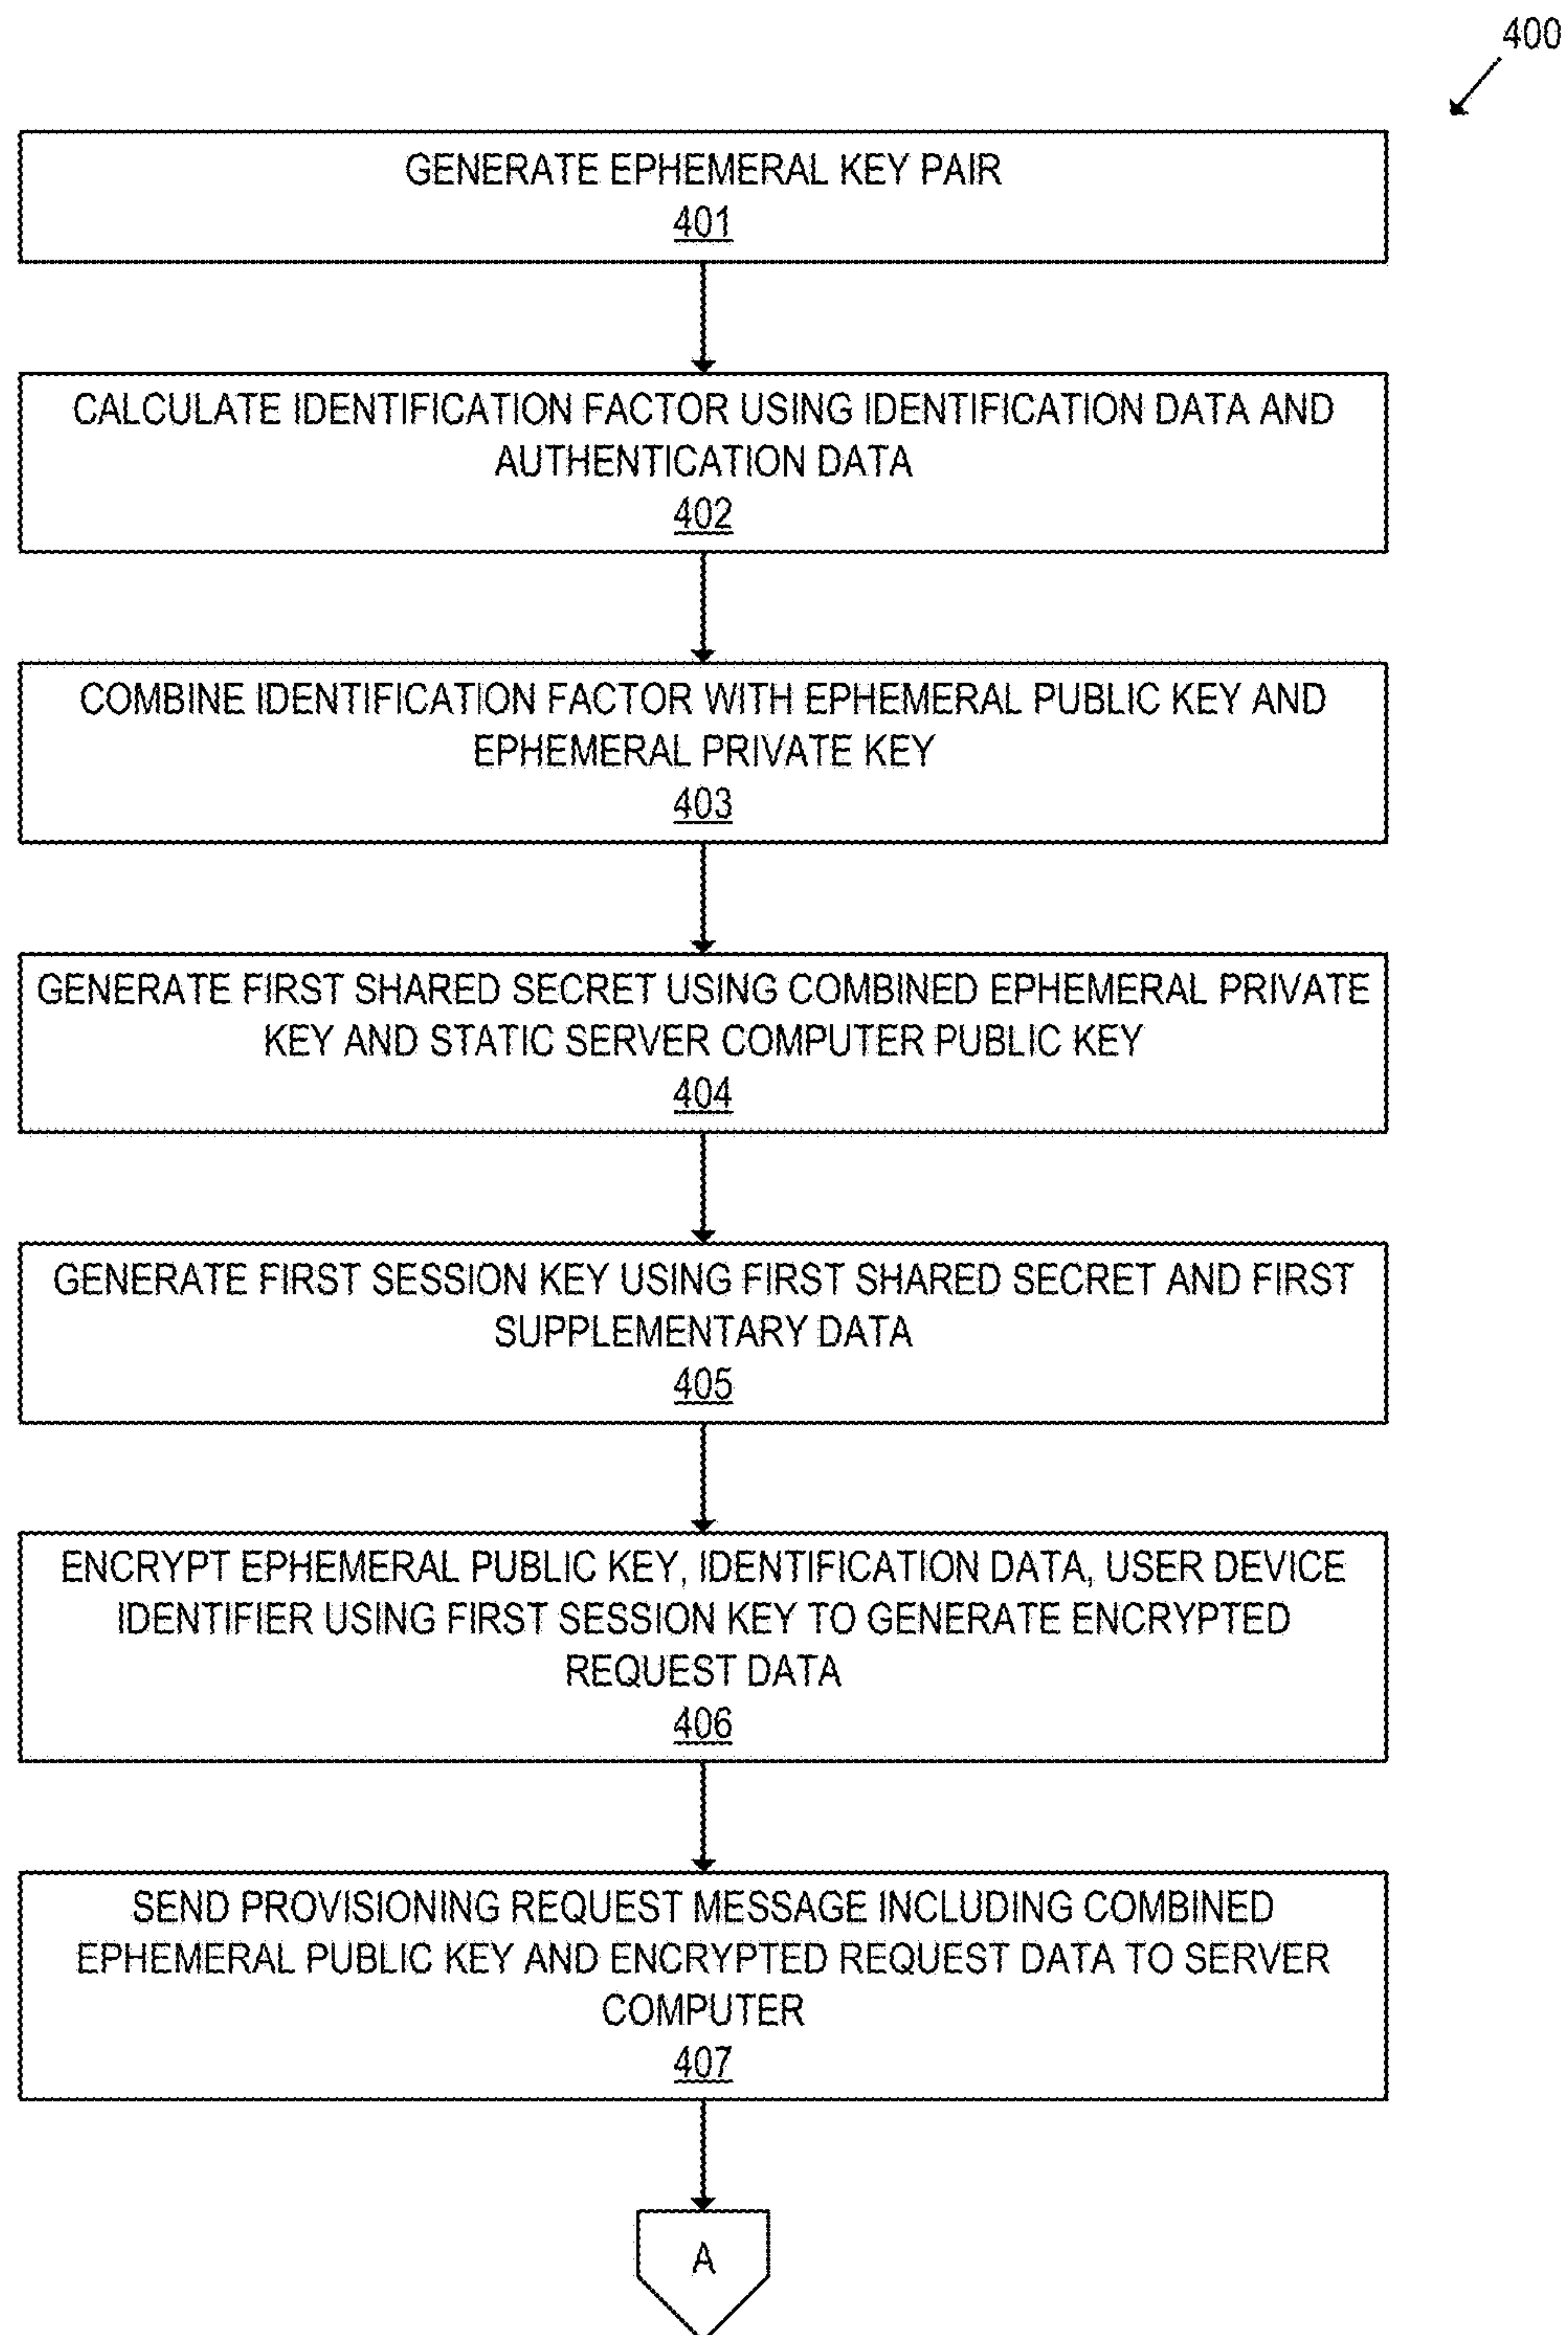 400
GENERATE EPHEMERAL KEY PAIR
401
CALCULATE IDENTIFICATION FACTOR USING IDENTIFICATION DATA AND
AUTHENTICATION DATA
402
COMBINE IDENTIFICATION FACTOR WITH EPHEMERAL PUBLIC KEY AND
EPHEMERAL PRIVATE KEY
403
GENERATE FIRST SHARED SECRET USING COMBINED EPHEMERAL PRIVATE
KEY AND STATIC SERVER COMPUTER PUBLIC KEY
404
GENERATE FIRST SESSION KEY USING FIRST SHARED SECRET AND FIRST
SUPPLEMENTARY DATA
405
ENCRYPT EPHEMERAL PUBLIC KEY, IDENTIFICATION DATA, USER DEVICE
IDENTIFIER USING FIRST SESSION KEY TO GENERATE ENCRYPTED
REQUEST DATA
406
SEND PROVISIONING REQUEST MESSAGE INCLUDING COMBINED
EPHEMERAL PUBLIC KEY AND ENCRYPTED REQUEST DATA TO SERVER
COMPUTER
407
A